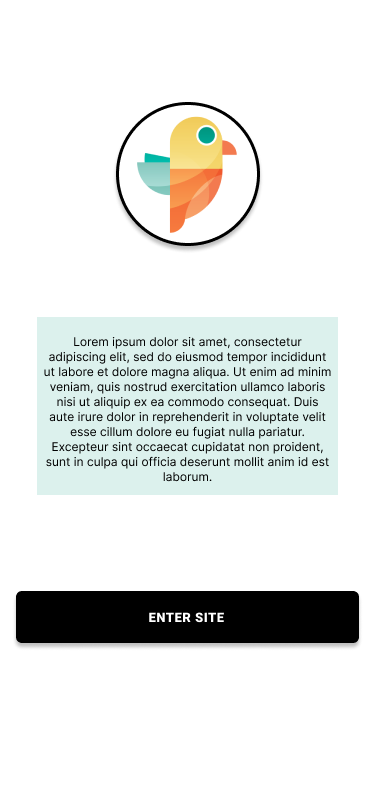 Lorem ipsum dolor sit amet, consectetur
adipiscing elit, sed do eiusmod tempor incididunt
ut labore et dolore magna aliqua. Ut enim ad minim
veniam, quis nostrud exercitation ullamco laboris
nisi ut aliquip ex ea commodo consequat. Duis
aute irure dolor in reprehenderit in voluptate velit
esse cillum dolore eu fugiat nulla pariatur.
Excepteur sint occaecat cupidatat non proident,
sunt in culpa qui officia deserunt mollit anim id est
laborum.
ENTER SITE